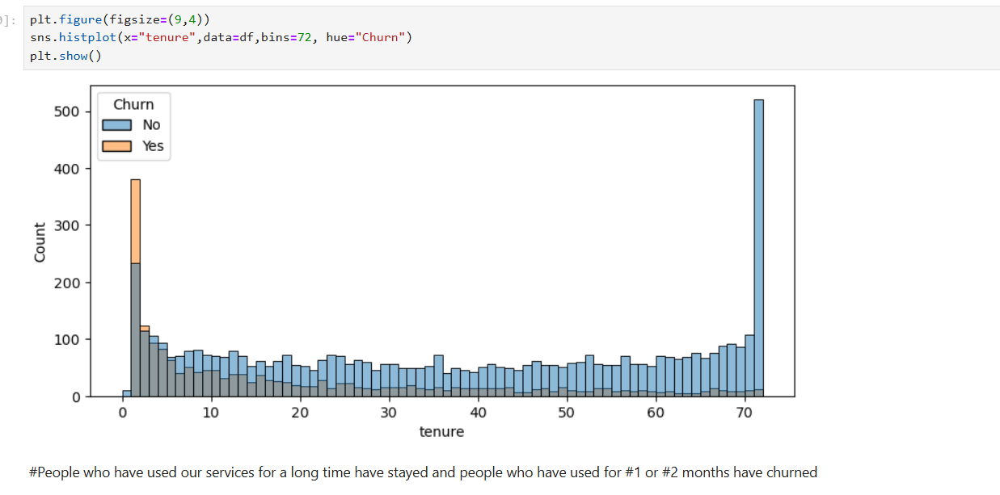 ]:
plt.figure(figsize=(9,4))
sns.histplot(x="tenure",data=df,bins=72, hue="Churn")
plt.show()
Churn
No
Yes
500
400
300
200
100
0
Count
0 10 20 30 40 50 60 70
tenure
#People who have used our services for a long time have stayed and people who have used for #1 or #2 months have churned